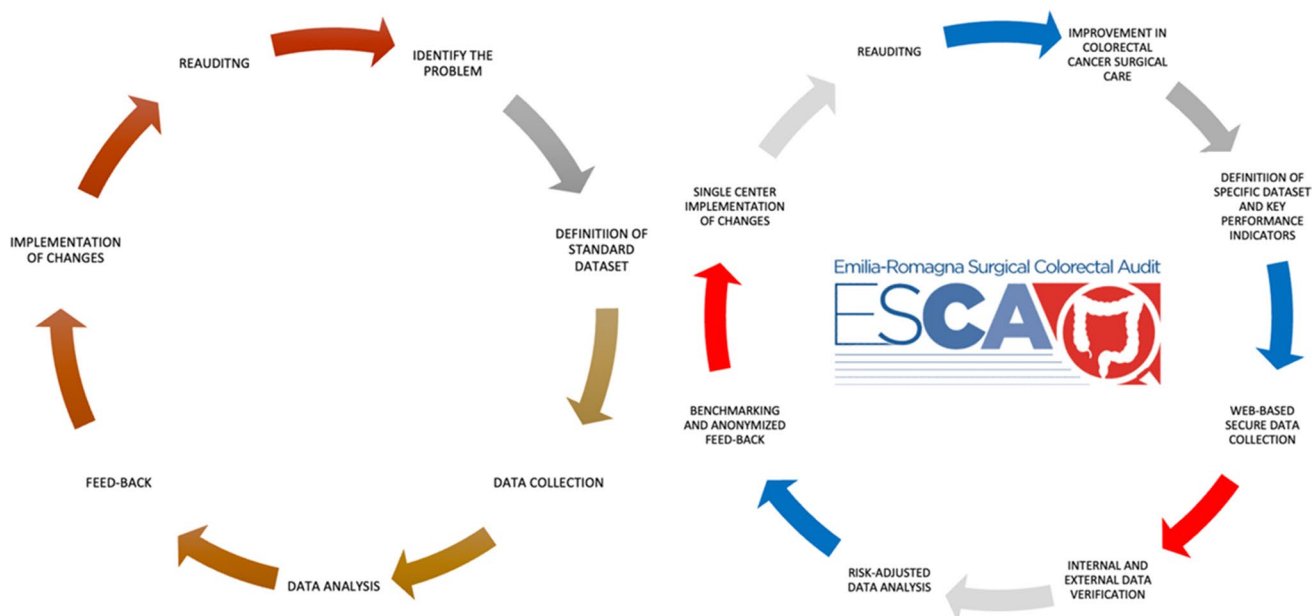 REAUDITNG
IDENTIFY THE
PROBLEM
DEFINITIION OF
STANDARD
DATASET
DATA COLLECTION
DATA ANALYSIS
FEED-BACK
IMPLEMENTATION
OF CHANGES
REAUDITNG
IMPROVEMENT IN
COLORECTAL
CANCER SURGICAL
CARE
DEFINITIION OF
SPECIFIC DATASET
AND KEY
PERFORMANCE
INDICATORS
WEB-BASED
SECURE DATA
COLLECTION
INTERNAL AND
EXTERNAL DATA
VERIFICATION
RISK-ADJUSTED
DATA ANALYSIS
BENCHMARKING
AND ANONYMIZED
FEED-BACK
SINGLE CENTER
IMPLEMENTATION
OF CHANGES
Emilia-Romagna Surgical Colorectal Audit
ESCA